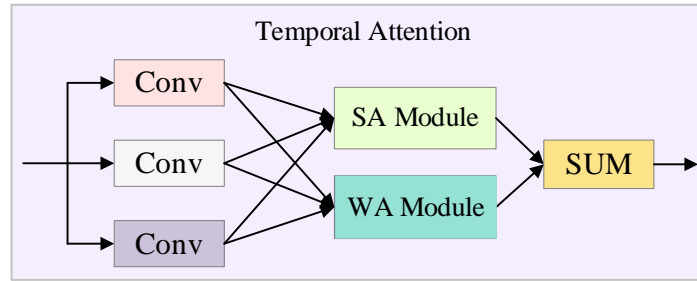 Temporal Attention
Conv
SA Module
Conv
SUM
WA Module
Conv